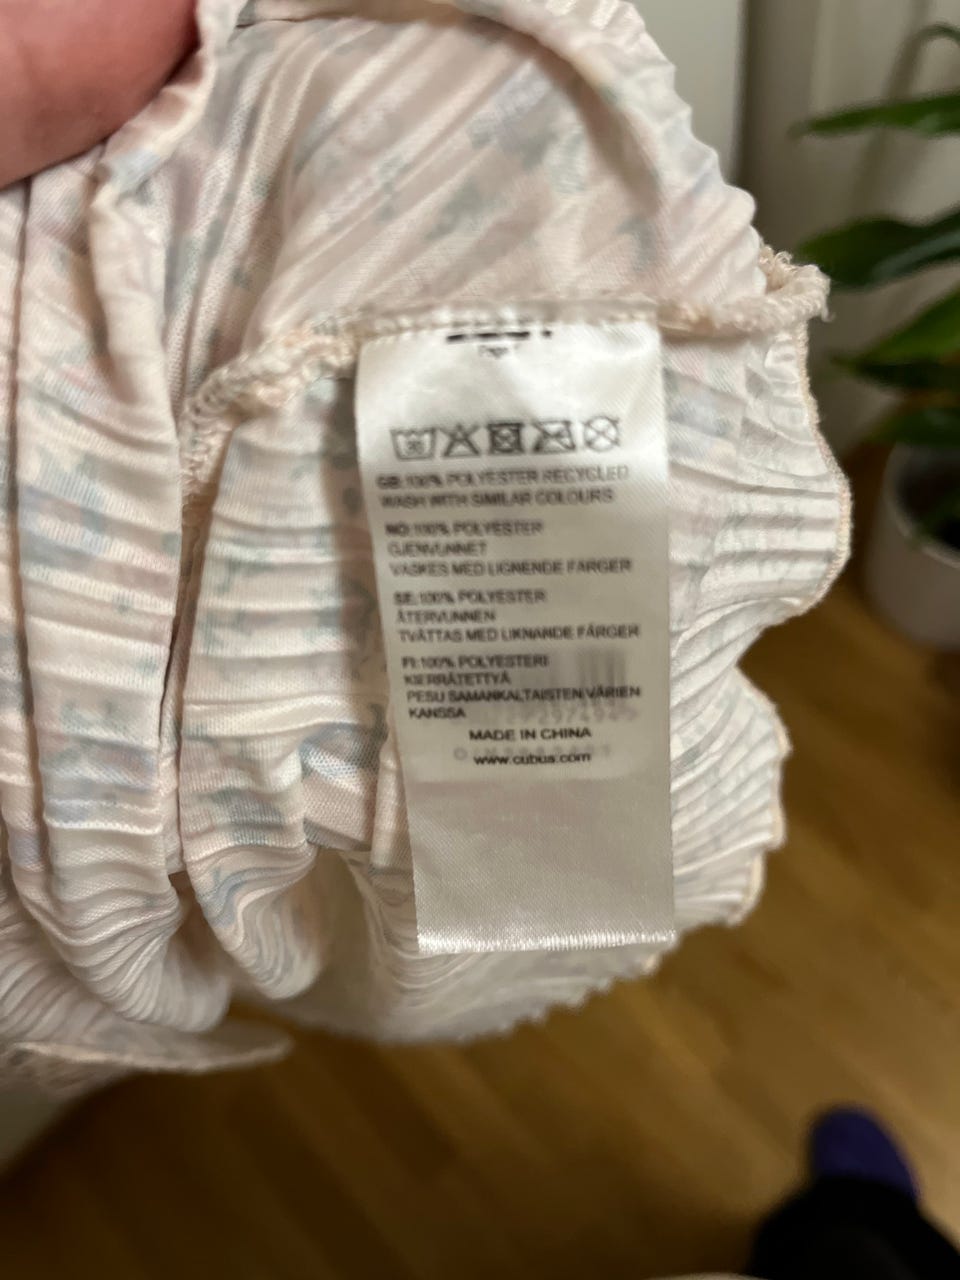 30
GB:100% POLYESTER RECYCLED
WASH WITH SIMILAR COLOURS
NO:100% POLYESTER
GJENVUNNET
VASKES MED LIGNENDE FARGER
SE:100% POLYESTER
ÅTERVUNNEN
TVÄTTAS MED LIKNANDE FÄRGER
FI:100% POLYESTERI
KIERRÄTETTYÄ
PESU SAMANKALTAISTEN VÄRIEN
KANSSA
MADE IN CHINA
www.cubus.com